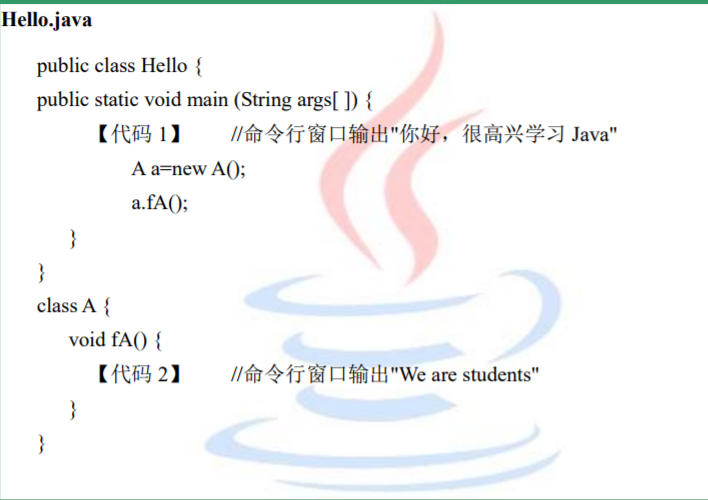 Hello.java
public class Hello {
public static void main (String args[ ]) {
【代码 1】 //命令行窗口输出"你好，很高兴学习 Java"
A a=new A();
a.fA();
}
}
class A {
void fA() {
【代码 2】 //命令行窗口输出"We are students"
}
}